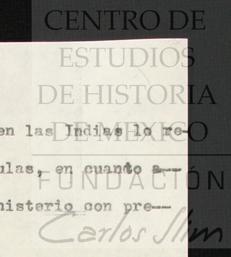 CENTRO DE
ESTUDIOS
DE HISTORIA
en las Indias lo re-
DE MÉXICO
ulas, en cuanto a--
FUNDACIÓN
nisterio con pre--
Carlos Slim